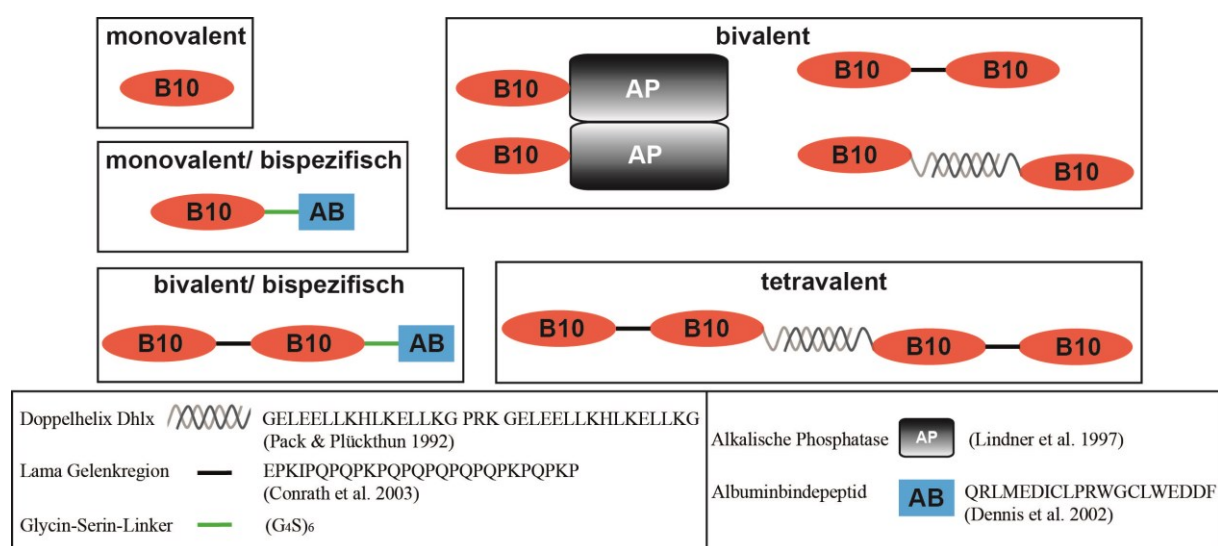 monovalent
B10
monovalent/ bispezifisch
B10 AB
bivalent/ bispezifisch
B10 B10 AB
bivalent
B10 AP
B10 AP
B10 B10
B10 B10
tetravalent
B10 B10 B10 B10
Doppelhelix Dhlx GELEELLKHLKELLKG PRK GELEELLKHLKELLKG
(Pack & Plückthun 1992)
Lama Gelenkregion EPKIPQPQPKPQPQPQPQPQPKPQPKP
(Conrath et al. 2003)
Glycin-Serin-Linker (G₄S)₆
Alkalische Phosphatase AP (Lindner et al. 1997)
Albuminbindepeptid AB QRLMEDICLPRWGCLWEDDF
(Dennis et al. 2002)